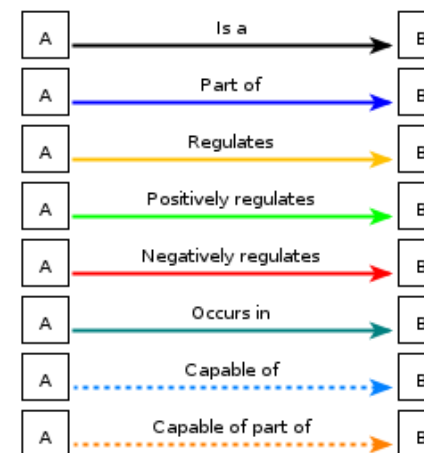 A Is a B
A Part of B
A Regulates B
A Positively regulates B
A Negatively regulates B
A Occurs in B
A Capable of B
A Capable of part of B